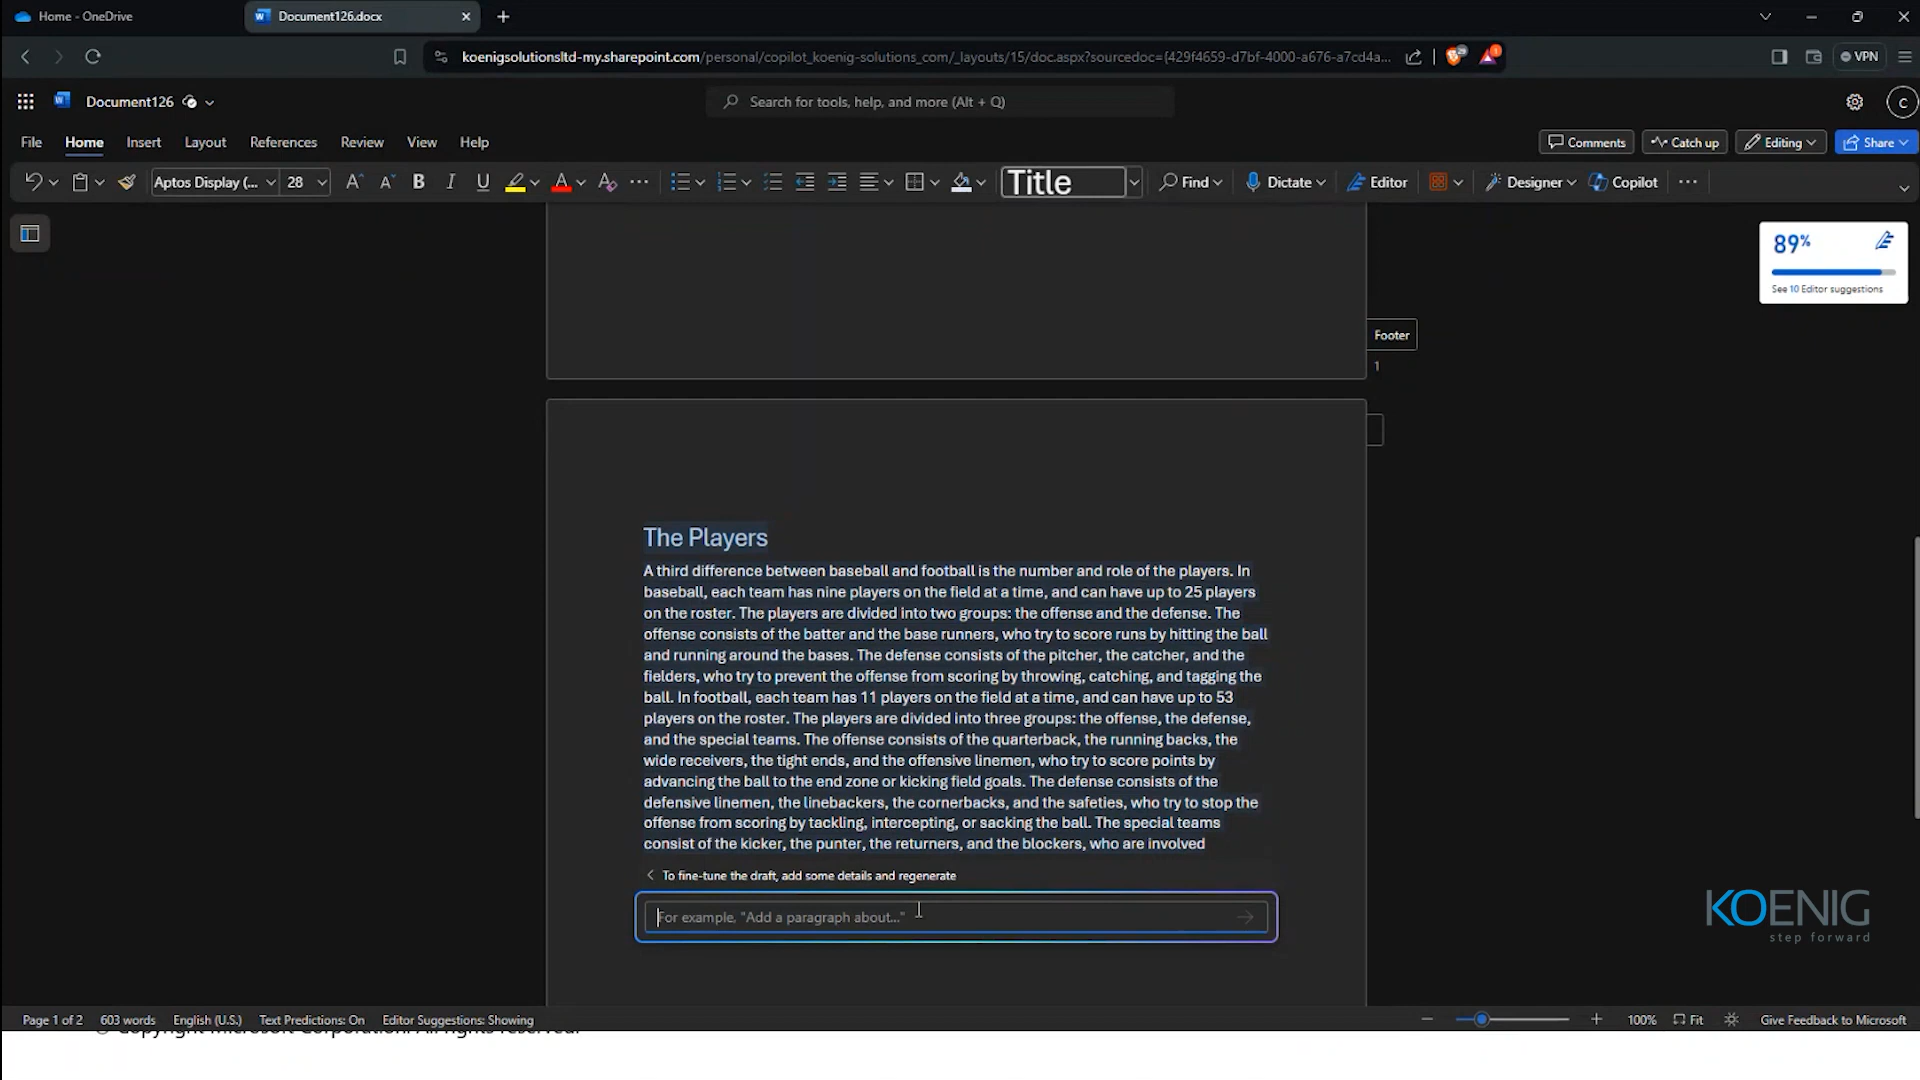 Home - OneDrive
Document126.docx
koenigsolutionsltd-my.sharepoint.com/personal/copilot_koenig-solutions_com/_layouts/15/doc.aspx?sourcedoc={429f4659-d7bf-4000-a676-a7cd4a...
29
1
VPN
Document126
Search for tools, help, and more (Alt + Q)
C
File
Home
Insert
Layout
References
Review
View
Help
Comments
Catch up
Editing
Share
Aptos Display (...
28
Title
Find
Dictate
Editor
Designer
Copilot
89%
See 10 Editor suggestions
Footer
1
The Players
A third difference between baseball and football is the number and role of the players. In
baseball, each team has nine players on the field at a time, and can have up to 25 players
on the roster. The players are divided into two groups: the offense and the defense. The
offense consists of the batter and the base runners, who try to score runs by hitting the ball
and running around the bases. The defense consists of the pitcher, the catcher, and the
fielders, who try to prevent the offense from scoring by throwing, catching, and tagging the
ball. In football, each team has 11 players on the field at a time, and can have up to 53
players on the roster. The players are divided into three groups: the offense, the defense,
and the special teams. The offense consists of the quarterback, the running backs, the
wide receivers, the tight ends, and the offensive linemen, who try to score points by
advancing the ball to the end zone or kicking field goals. The defense consists of the
defensive linemen, the linebackers, the cornerbacks, and the safeties, who try to stop the
offense from scoring by tackling, intercepting, or sacking the ball. The special teams
consist of the kicker, the punter, the returners, and the blockers, who are involved
To fine-tune the draft, add some details and regenerate
For example, "Add a paragraph about..."
KOENIG
step forward
Page 1 of 2
603 words
English (U.S.)
Text Predictions: On
Editor Suggestions: Showing
100%
Fit
Give Feedback to Microsoft
© Copyright Microsoft Corporation. All rights reserved.